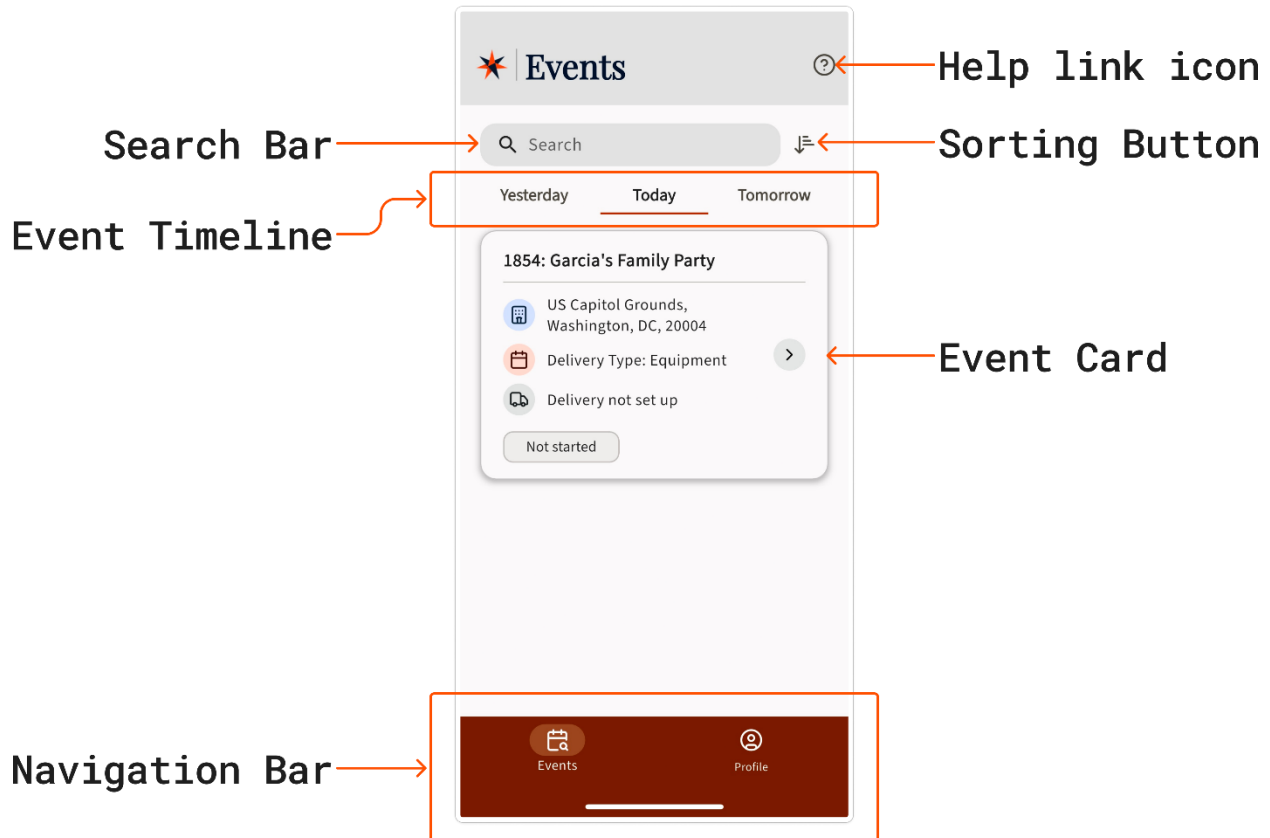 Events
Help link icon
Search Bar
Search
Sorting Button
Yesterday
Today
Tomorrow
Event Timeline
1854: Garcia's Family Party
US Capitol Grounds,
Washington, DC, 20004
Delivery Type: Equipment
Event Card
Delivery not set up
Not started
Navigation Bar
Events
Profile